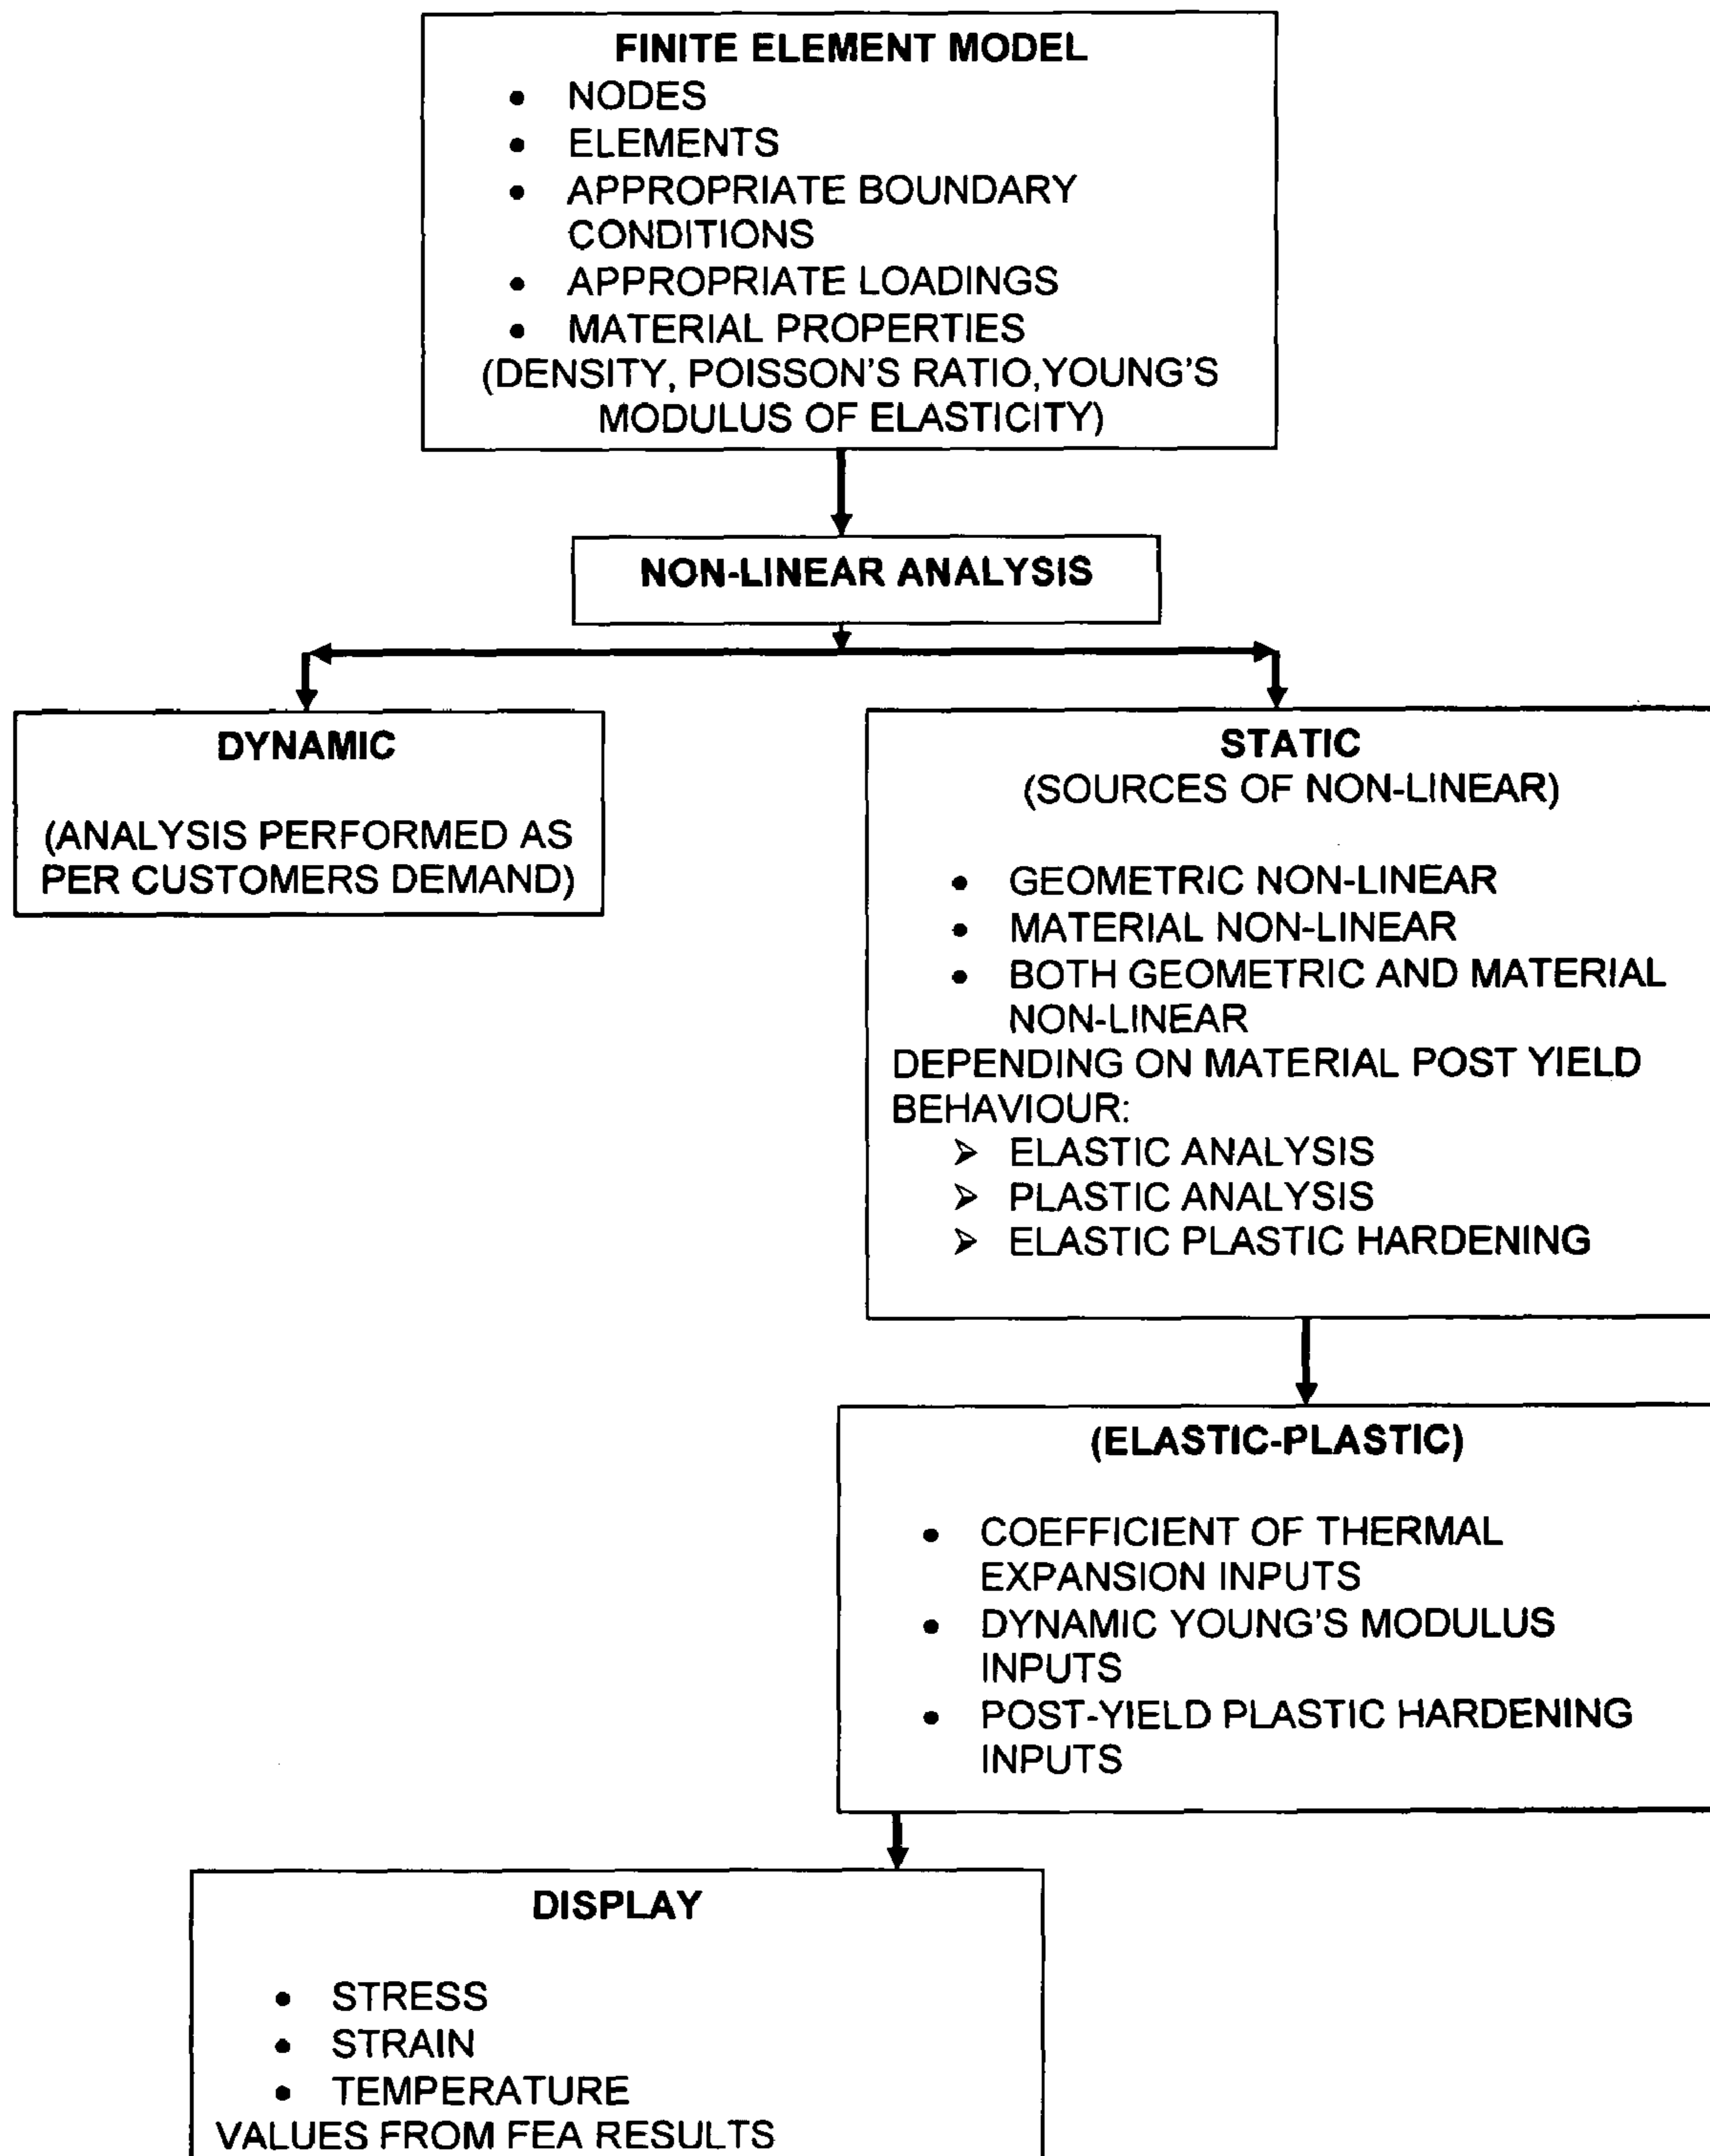 FINITE ELEMENT MODEL
• NODES
• ELEMENTS
• APPROPRIATE BOUNDARY
CONDITIONS
• APPROPRIATE LOADINGS
• MATERIAL PROPERTIES
(DENSITY, POISSON'S RATIO,YOUNG'S
MODULUS OF ELASTICITY)
NON-LINEAR ANALYSIS
DYNAMIC
(ANALYSIS PERFORMED AS
PER CUSTOMERS DEMAND)
STATIC
(SOURCES OF NON-LINEAR)
• GEOMETRIC NON-LINEAR
• MATERIAL NON-LINEAR
• BOTH GEOMETRIC AND MATERIAL
NON-LINEAR
DEPENDING ON MATERIAL POST YIELD
BEHAVIOUR:
➢ ELASTIC ANALYSIS
➢ PLASTIC ANALYSIS
➢ ELASTIC PLASTIC HARDENING
(ELASTIC-PLASTIC)
• COEFFICIENT OF THERMAL
EXPANSION INPUTS
• DYNAMIC YOUNG'S MODULUS
INPUTS
• POST-YIELD PLASTIC HARDENING
INPUTS
DISPLAY
• STRESS
• STRAIN
• TEMPERATURE
VALUES FROM FEA RESULTS